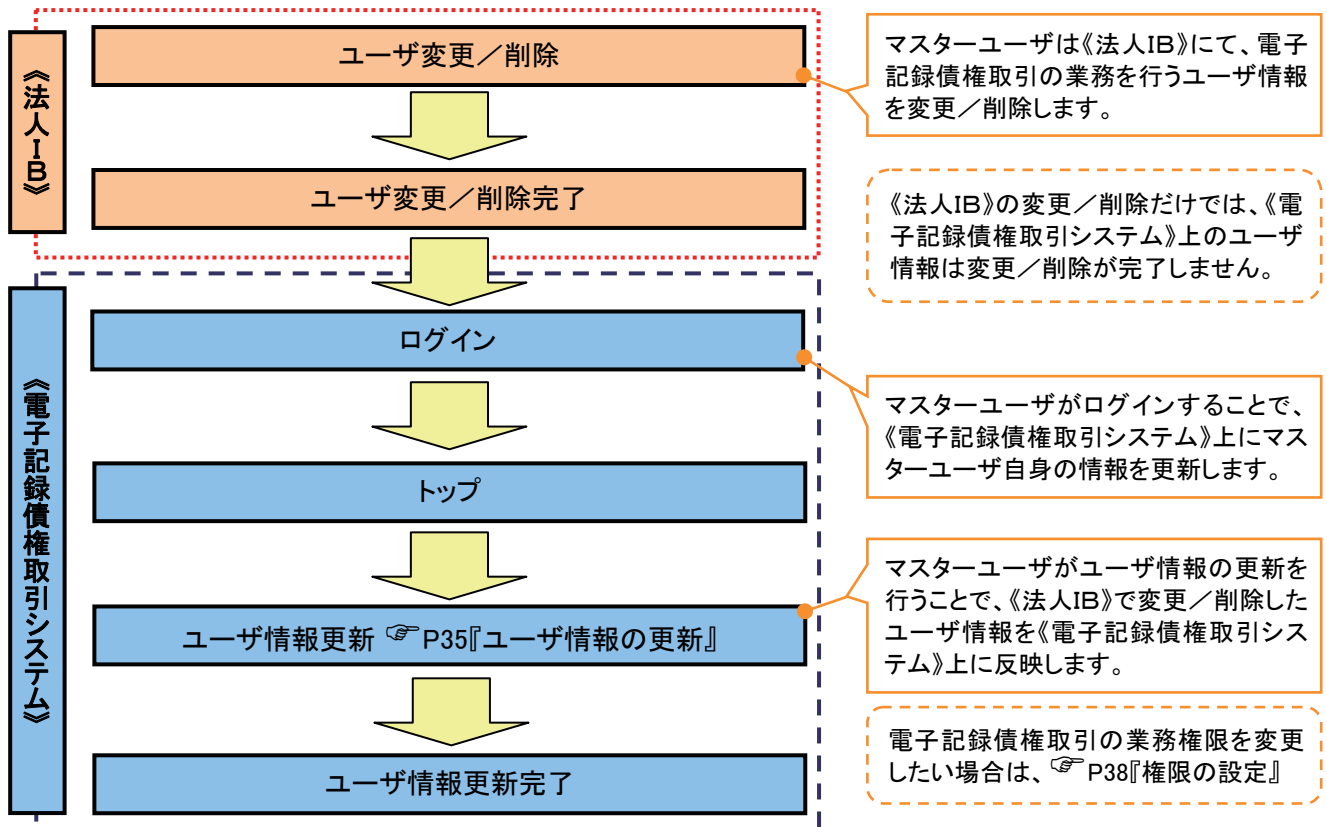 《法人ＩＢ》
ユーザ変更／削除
マスターユーザは《法人IB》にて、電子
記録債権取引の業務を行うユーザ情報
を変更／削除します。
ユーザ変更／削除完了
《法人IB》の変更／削除だけでは、《電
子記録債権取引システム》上のユーザ
情報は変更／削除が完了しません。
《電子記録債権取引システム》
ログイン
マスターユーザがログインすることで、
《電子記録債権取引システム》上にマス
ターユーザ自身の情報を更新します。
トップ
ユーザ情報更新 ☞P35『ユーザ情報の更新』
マスターユーザがユーザ情報の更新を
行うことで、《法人IB》で変更／削除した
ユーザ情報を《電子記録債権取引シス
テム》上に反映します。
ユーザ情報更新完了
電子記録債権取引の業務権限を変更
したい場合は、☞P38『権限の設定』